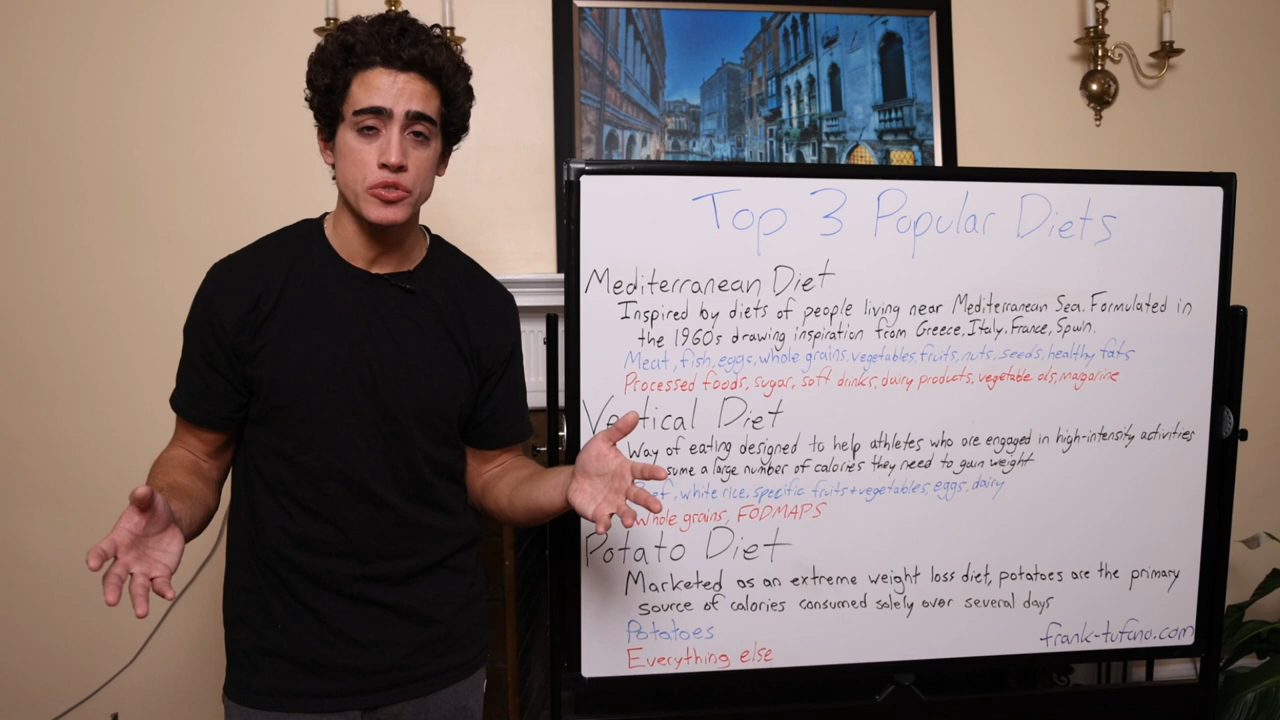 Top 3 Popular Diets
Mediterranean Diet
Inspired by diets of people living near Mediterranean Sea. Formulated in
the 1960s drawing inspiration from Greece, Italy, France, Spain.
Meat, fish, eggs, whole grains, vegetables, fruits, nuts, seeds, healthy fats
Processed foods, sugar, soft drinks, dairy products, vegetable oils, margarine
Vertical Diet
Way of eating designed to help athletes who are engaged in high-intensity activities
sume a large number of calories they need to gain weight
Beef, white rice, specific fruits + vegetables, eggs, dairy
Whole grains, FODMAPS
Potato Diet
Marketed as an extreme weight loss diet, potatoes are the primary
source of calories consumed solely over several days
Potatoes
Everything else
frank-tufano.com